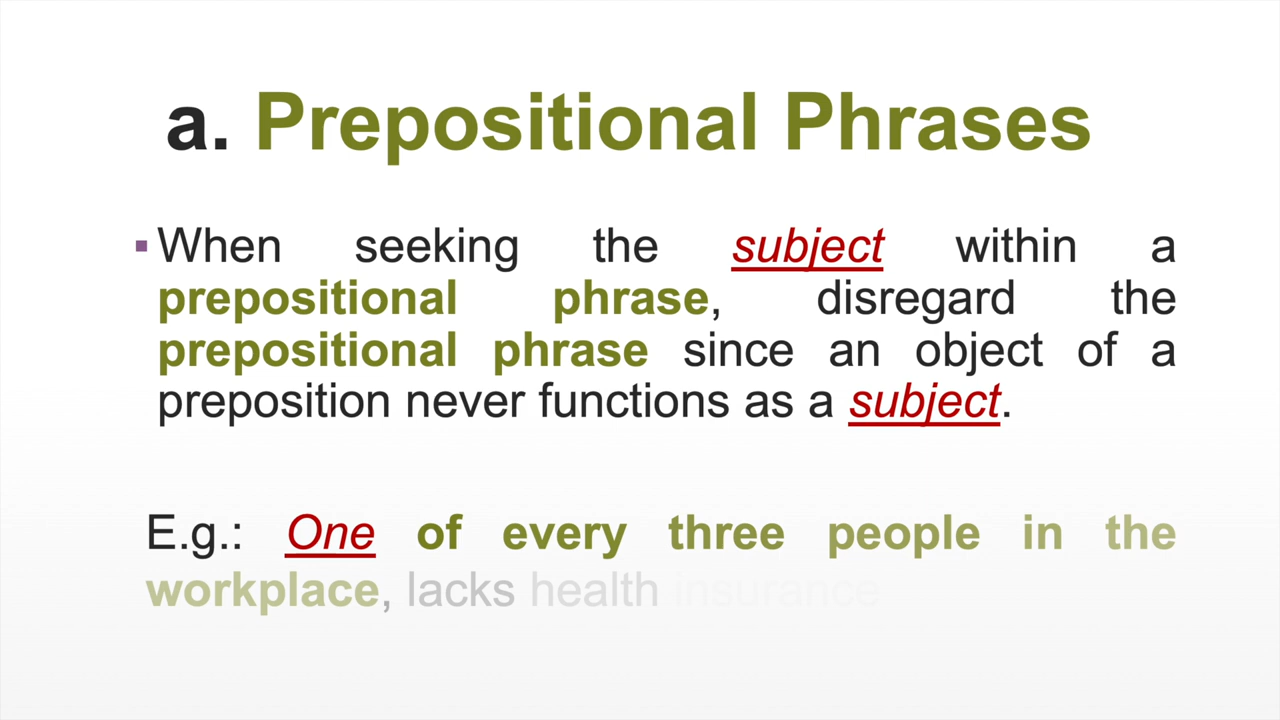 a. Prepositional Phrases
▪When seeking the subject within a
prepositional phrase, disregard the
prepositional phrase since an object of a
preposition never functions as a subject.
E.g.: One of every three people in the
workplace, lacks health insurance